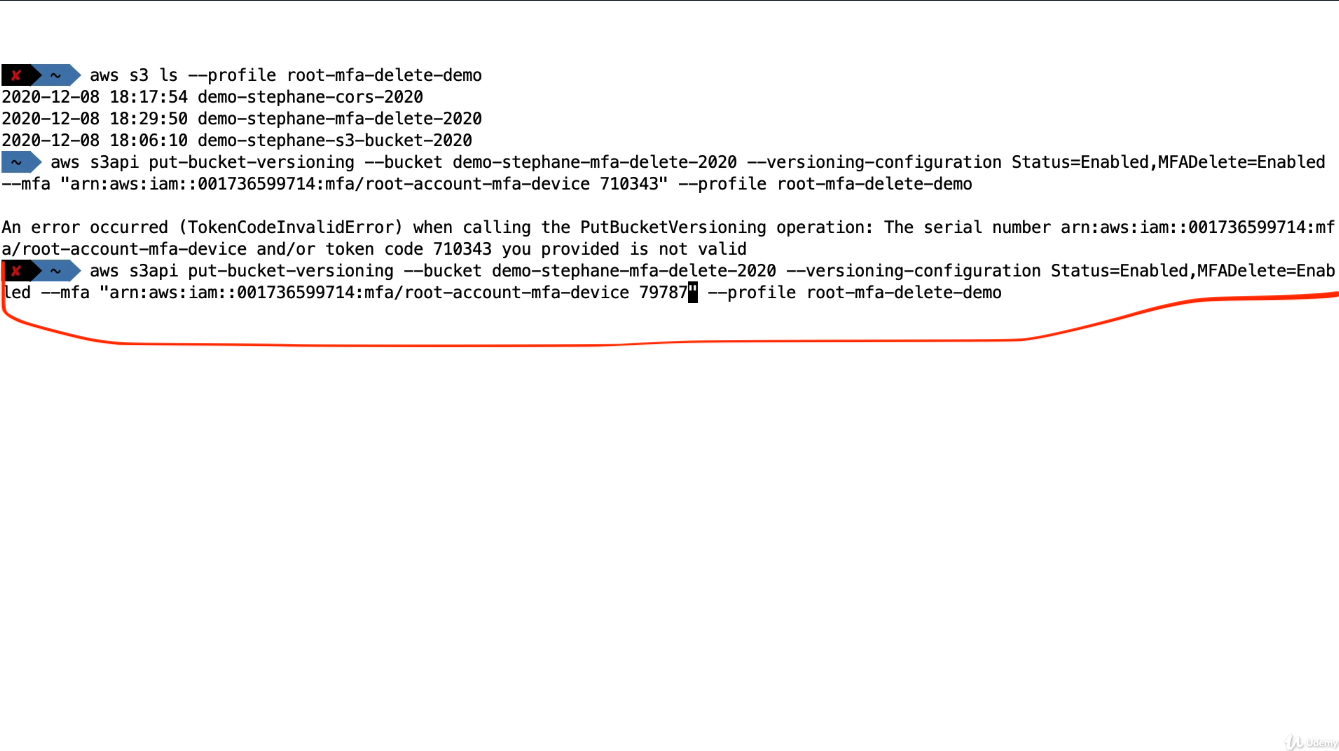 ✘ ~ aws s3 ls --profile root-mfa-delete-demo
2020-12-08 18:17:54 demo-stephane-cors-2020
2020-12-08 18:29:50 demo-stephane-mfa-delete-2020
2020-12-08 18:06:10 demo-stephane-s3-bucket-2020
~ aws s3api put-bucket-versioning --bucket demo-stephane-mfa-delete-2020 --versioning-configuration Status=Enabled,MFADelete=Enabled
--mfa "arn:aws:iam::001736599714:mfa/root-account-mfa-device 710343" --profile root-mfa-delete-demo
An error occurred (TokenCodeInvalidError) when calling the PutBucketVersioning operation: The serial number arn:aws:iam::001736599714:mf
a/root-account-mfa-device and/or token code 710343 you provided is not valid
✘ ~ aws s3api put-bucket-versioning --bucket demo-stephane-mfa-delete-2020 --versioning-configuration Status=Enabled,MFADelete=Enab
led --mfa "arn:aws:iam::001736599714:mfa/root-account-mfa-device 79787" --profile root-mfa-delete-demo
Udemy